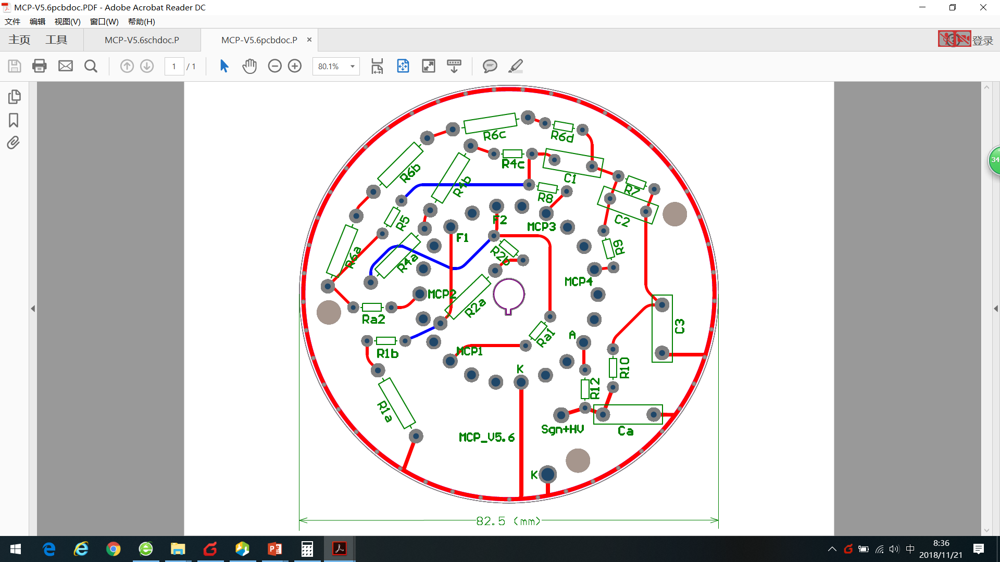 MCP-V5.6pcbdoc.PDF - Adobe Acrobat Reader DC
文件 编辑 视图(V) 窗口(W) 帮助(H)
主页 工具 MCP-V5.6schdoc.P MCP-V5.6pcbdoc.P × 登录
1 / 1 80.1%
34
R6c
R6d
R4c
C1
R6b
R4b
R7
R8
C2
F2
R5
MCP3
F1
R9
R6a
R4a
R2b
MCP4
MCP2
R2a
Ra2
C3
Ra1
A
R1b
MCP1
K
R10
R12
R1a
Sgn+HV
Ca
MCP_V5.6
K
82.5 (mm)
中
8:36
2018/11/21